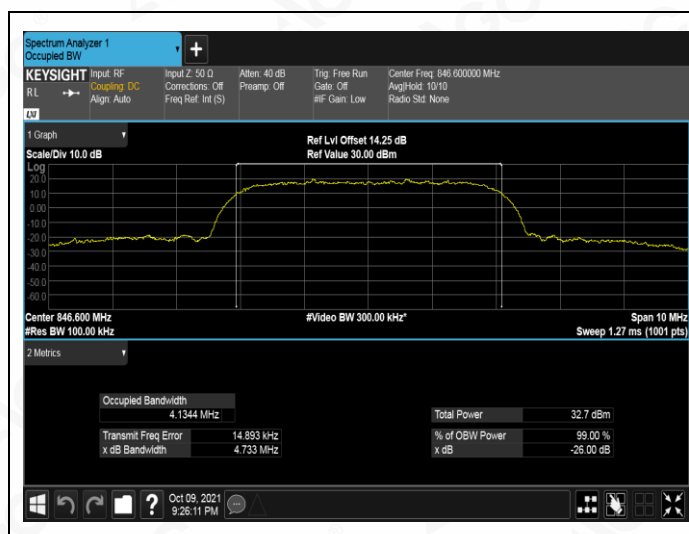 Spectrum Analyzer 1
Occupied BW
+
KEYSIGHT
RL
LXI
Input: RF
Coupling: DC
Align: Auto
Input Z: 50 Ω
Corrections: Off
Freq Ref: Int (S)
Atten: 40 dB
Preamp: Off
Trig: Free Run
Gate: Off
#IF Gain: Low
Center Freq: 846.600000 MHz
Avg|Hold: 10/10
Radio Std: None
1 Graph
Scale/Div 10.0 dB
Ref Lvl Offset 14.25 dB
Ref Value 30.00 dBm
Log
20.0
10.0
0.00
-10.0
-20.0
-30.0
-40.0
-50.0
-60.0
Center 846.600 MHz
#Res BW 100.00 kHz
#Video BW 300.00 kHz*
Span 10 MHz
Sweep 1.27 ms (1001 pts)
2 Metrics
Occupied Bandwidth
4.1344 MHz
Transmit Freq Error 14.893 kHz
x dB Bandwidth 4.733 MHz
Total Power 32.7 dBm
% of OBW Power 99.00 %
x dB -26.00 dB
?
Oct 09, 2021
9:26:11 PM